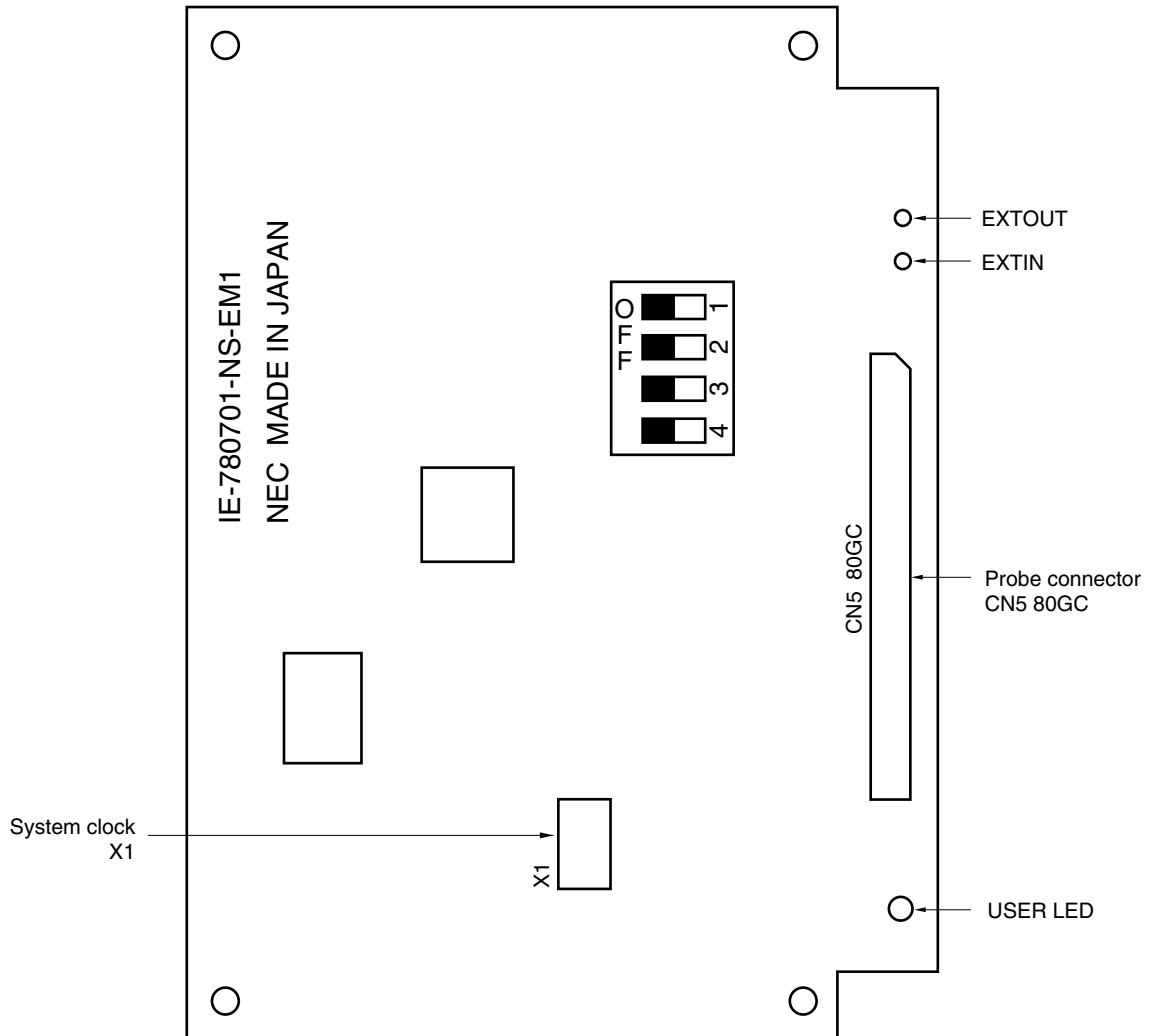 IE-780701-NS-EM1
NEC MADE IN JAPAN
OFF
1
2
3
4
EXTOUT
EXTIN
CN5 80GC
Probe connector
CN5 80GC
System clock
X1
X1
USER LED